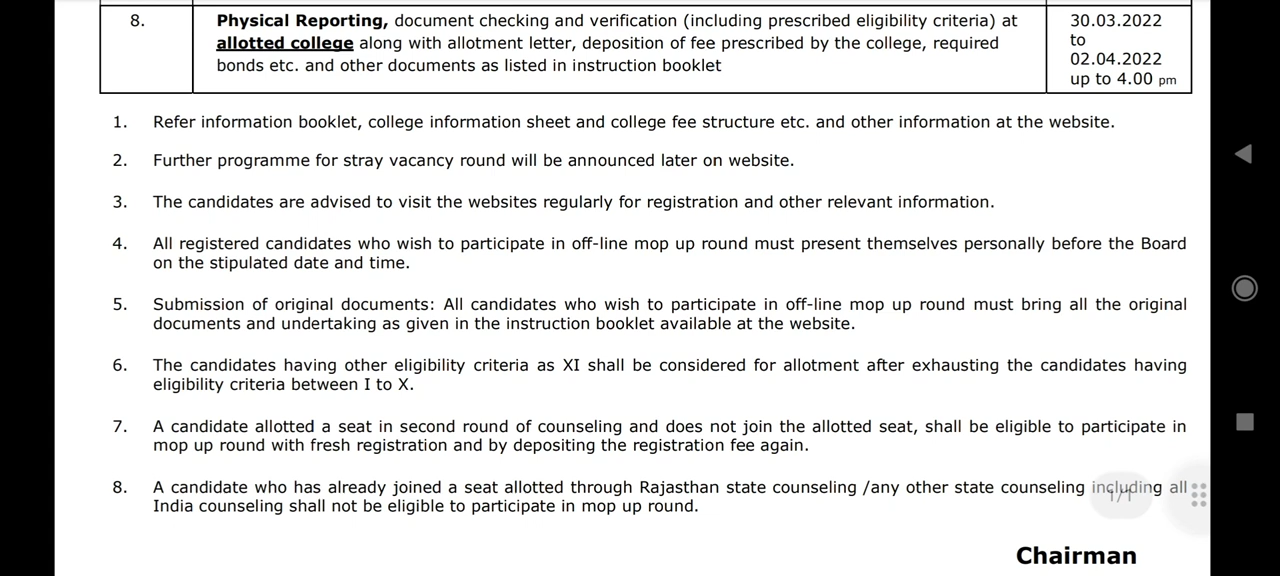 8. Physical Reporting, document checking and verification (including prescribed eligibility criteria) at 30.03.2022
allotted college along with allotment letter, deposition of fee prescribed by the college, required to
bonds etc. and other documents as listed in instruction booklet 02.04.2022
up to 4.00 pm
1. Refer information booklet, college information sheet and college fee structure etc. and other information at the website.
2. Further programme for stray vacancy round will be announced later on website.
3. The candidates are advised to visit the websites regularly for registration and other relevant information.
4. All registered candidates who wish to participate in off-line mop up round must present themselves personally before the Board
on the stipulated date and time.
5. Submission of original documents: All candidates who wish to participate in off-line mop up round must bring all the original
documents and undertaking as given in the instruction booklet available at the website.
6. The candidates having other eligibility criteria as XI shall be considered for allotment after exhausting the candidates having
eligibility criteria between I to X.
7. A candidate allotted a seat in second round of counseling and does not join the allotted seat, shall be eligible to participate in
mop up round with fresh registration and by depositing the registration fee again.
8. A candidate who has already joined a seat allotted through Rajasthan state counseling /any other state counseling including all
India counseling shall not be eligible to participate in mop up round.
1/1
Chairman